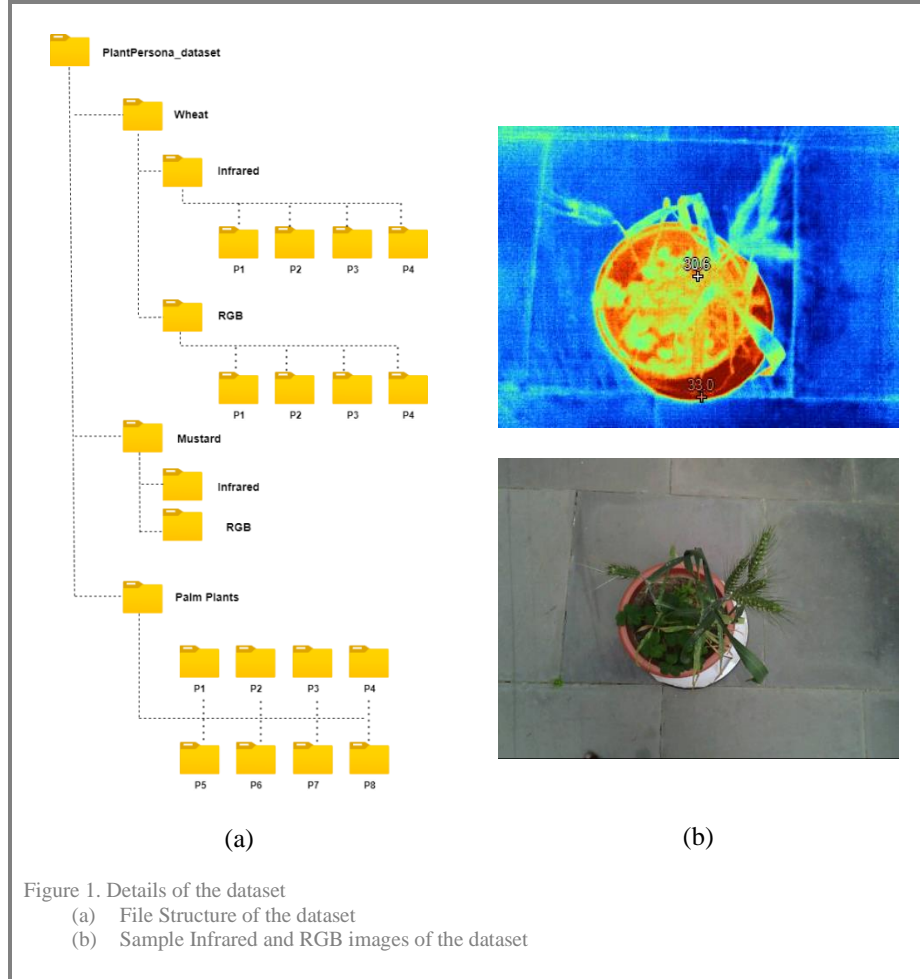 PlantPersona_dataset
Wheat
Infrared
P1 P2 P3 P4
RGB
P1 P2 P3 P4
Mustard
Infrared
RGB
Palm Plants
P1 P2 P3 P4
P5 P6 P7 P8
(a)
30.6
33.0
(b)
Figure 1. Details of the dataset
(a) File Structure of the dataset
(b) Sample Infrared and RGB images of the dataset